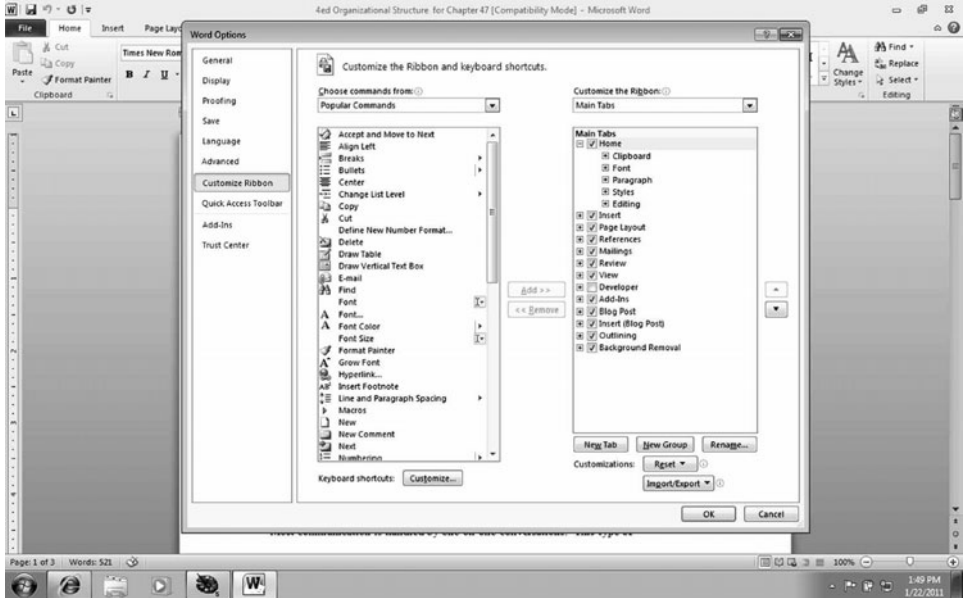 4ed Organizational Structure for Chapter 47 [Compatibility Mode] - Microsoft Word
File Home Insert Page Layo
Cut
Copy
Format Painter
Paste
Clipboard
Times New Ron
B I U
Change
Styles
Find
Replace
Select
Editing
Word Options
General
Display
Proofing
Save
Language
Advanced
Customize Ribbon
Quick Access Toolbar
Add-Ins
Trust Center
Customize the Ribbon and keyboard shortcuts.
Choose commands from:
Popular Commands
Accept and Move to Next
Align Left
Breaks
Bullets
Center
Change List Level
Copy
Cut
Define New Number Format...
Delete
Draw Table
Draw Vertical Text Box
E-mail
Find
Font
Font...
Font Color
Font Size
Format Painter
Grow Font
Hyperlink...
Insert Footnote
Line and Paragraph Spacing
Macros
New
New Comment
Next
Numbering
Keyboard shortcuts: Customize...
Add >>
<< Remove
Customize the Ribbon:
Main Tabs
Main Tabs
Home
Clipboard
Font
Paragraph
Styles
Editing
Insert
Page Layout
References
Mailings
Review
View
Developer
Add-Ins
Blog Post
Insert (Blog Post)
Outlining
Background Removal
New Tab New Group Rename...
Customizations: Reset
Import/Export
OK Cancel
Page: 1 of 3 Words: 521
100%
1:49 PM
1/22/2011